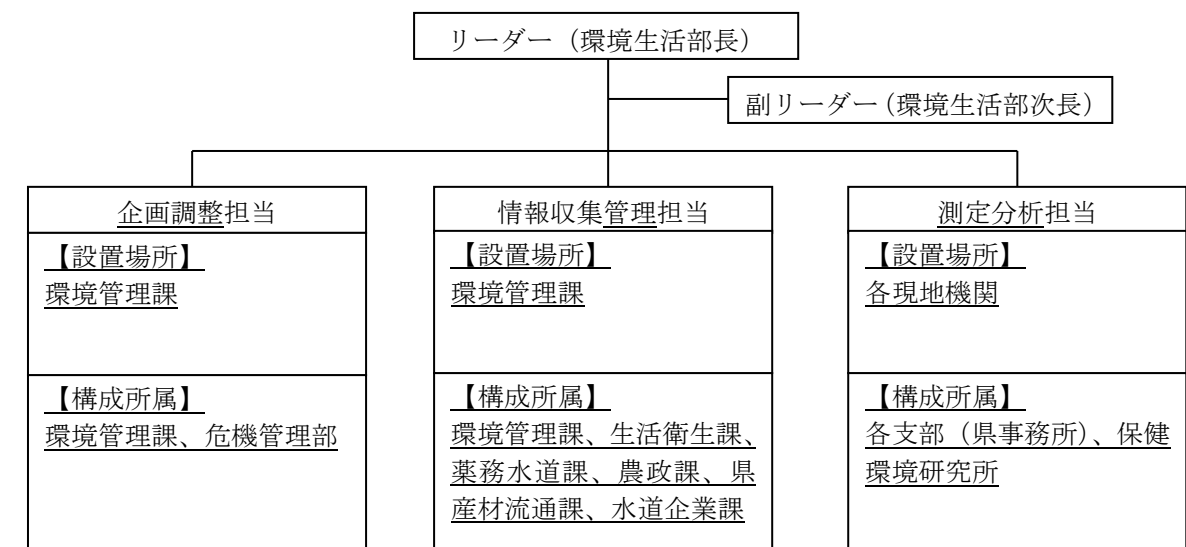 リーダー（環境生活部長）
副リーダー（環境生活部次長）
企画調整担当
【設置場所】
環境管理課
【構成所属】
環境管理課、危機管理部
情報収集管理担当
【設置場所】
環境管理課
【構成所属】
環境管理課、生活衛生課、
薬務水道課、農政課、県
産材流通課、水道企業課
測定分析担当
【設置場所】
各現地機関
【構成所属】
各支部（県事務所）、保健
環境研究所